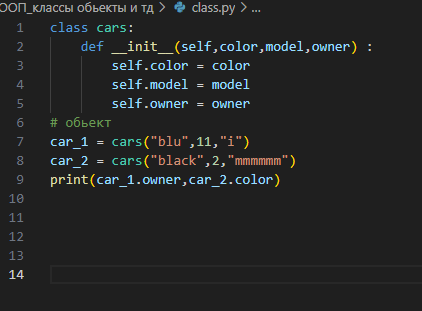 ООП_классы обьекты и тд > class.py > ...
1 class cars:
2 def __init__(self,color,model,owner) :
3 self.color = color
4 self.model = model
5 self.owner = owner
6 # обьект
7 car_1 = cars("blu",11,"i")
8 car_2 = cars("black",2,"mmmmmm")
9 print(car_1.owner,car_2.color)
10
11
12
13
14